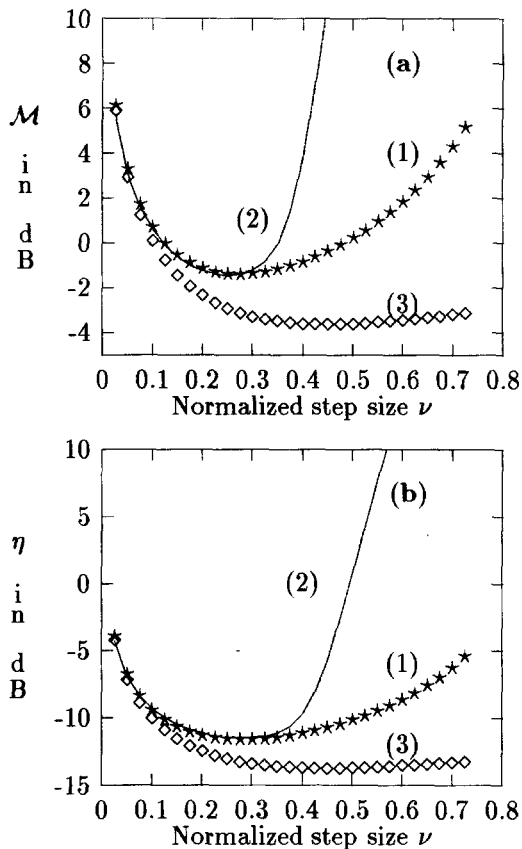 10
8
6
4
2
0
-2
-4
ℳ
i
n
d
B
(a)
(1)
(2)
(3)
0 0.1 0.2 0.3 0.4 0.5 0.6 0.7 0.8
Normalized step size ν
10
5
0
-5
-10
-15
η
i
n
d
B
(b)
(2)
(1)
(3)
0 0.1 0.2 0.3 0.4 0.5 0.6 0.7 0.8
Normalized step size ν